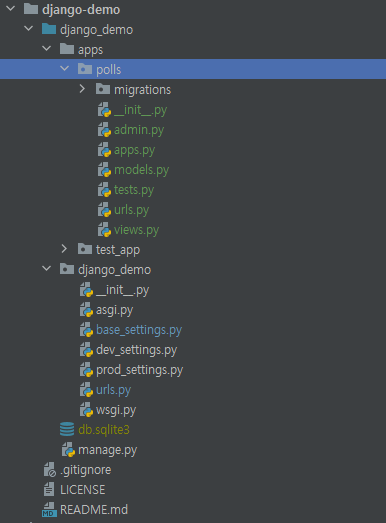 django-demo
django_demo
apps
polls
migrations
__init__.py
admin.py
apps.py
models.py
tests.py
urls.py
views.py
test_app
django_demo
__init__.py
asgi.py
base_settings.py
dev_settings.py
prod_settings.py
urls.py
wsgi.py
db.sqlite3
manage.py
.gitignore
LICENSE
MD README.md